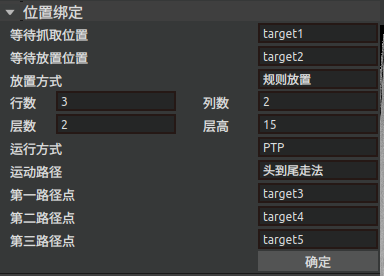 位置绑定
等待抓取位置 target1
等待放置位置 target2
放置方式 规则放置
行数 3 列数 2
层数 2 层高 15
运行方式 PTP
运动路径 头到尾走法
第一路径点 target3
第二路径点 target4
第三路径点 target5
确定